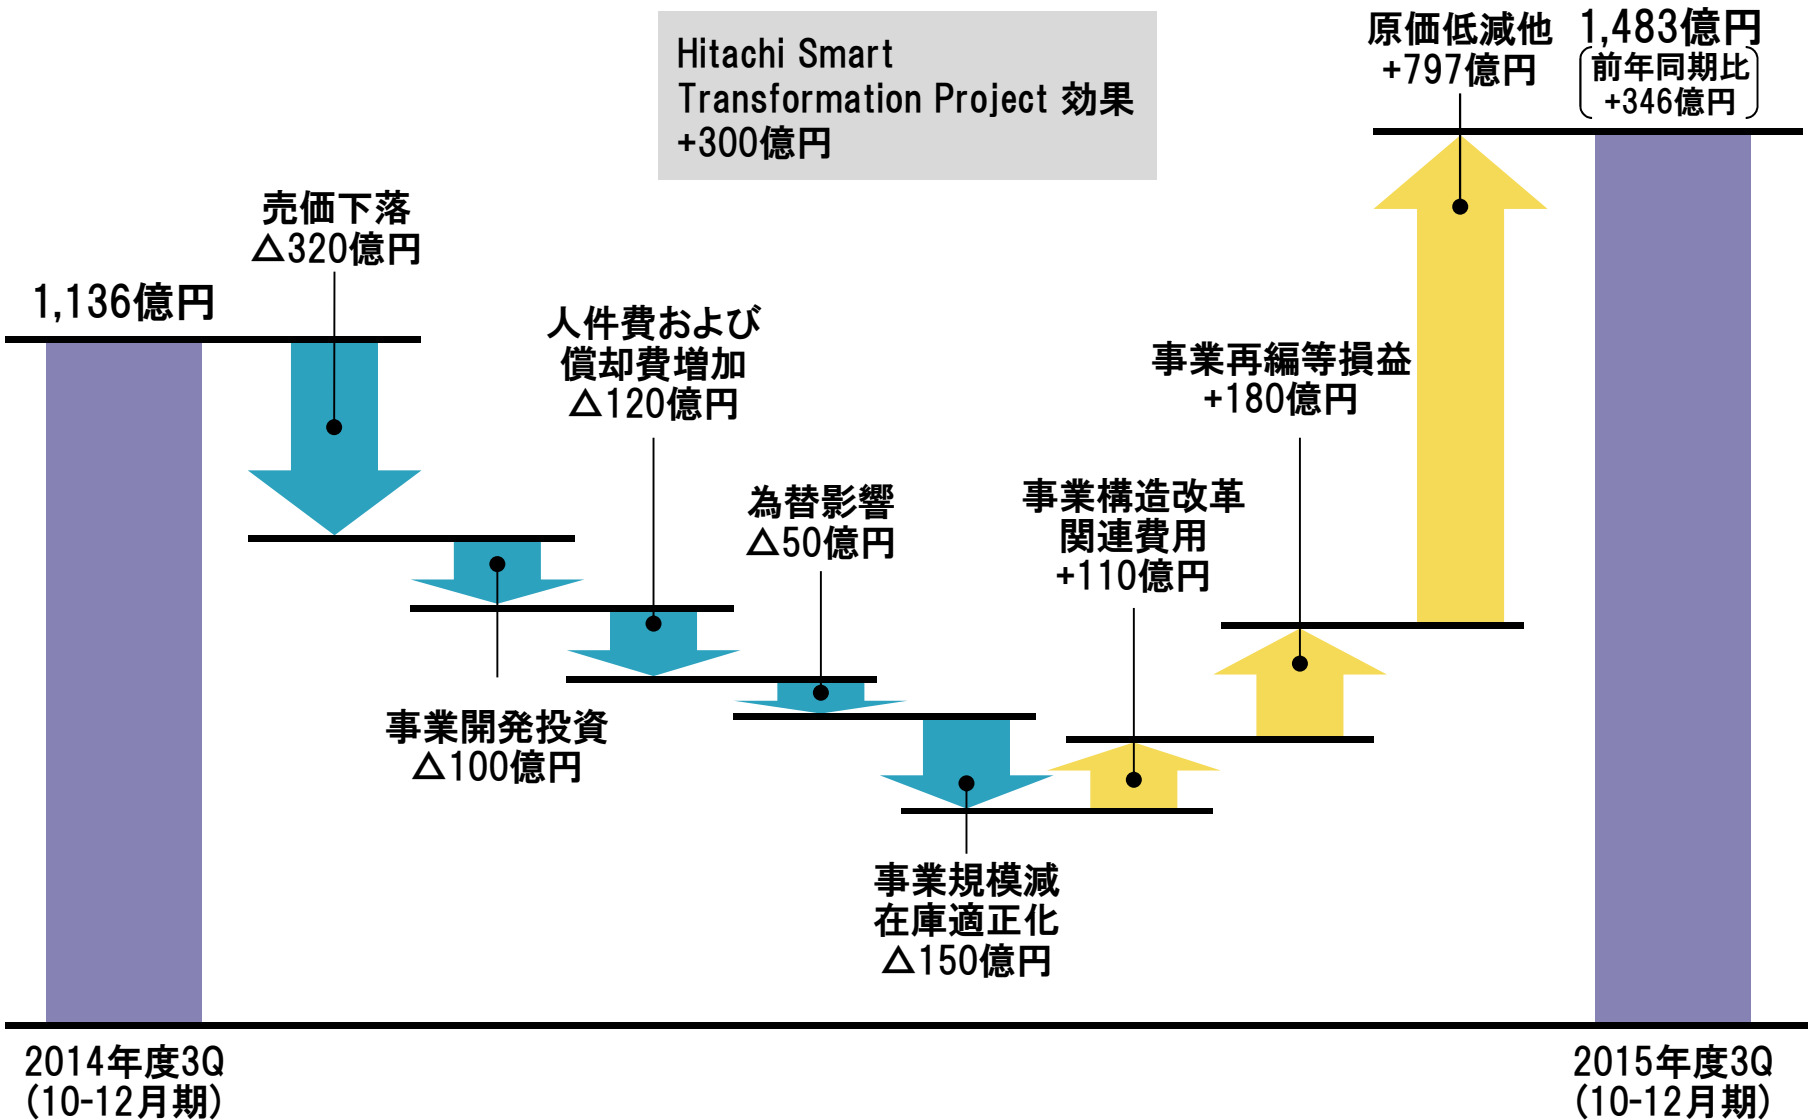 Hitachi Smart
Transformation Project 効果
+300億円
1,136億円
売価下落
△320億円
事業開発投資
△100億円
人件費および
償却費増加
△120億円
為替影響
△50億円
事業規模減
在庫適正化
△150億円
事業構造改革
関連費用
+110億円
事業再編等損益
+180億円
原価低減他
+797億円
1,483億円
前年同期比
+346億円
2014年度3Q
(10-12月期)
2015年度3Q
(10-12月期)